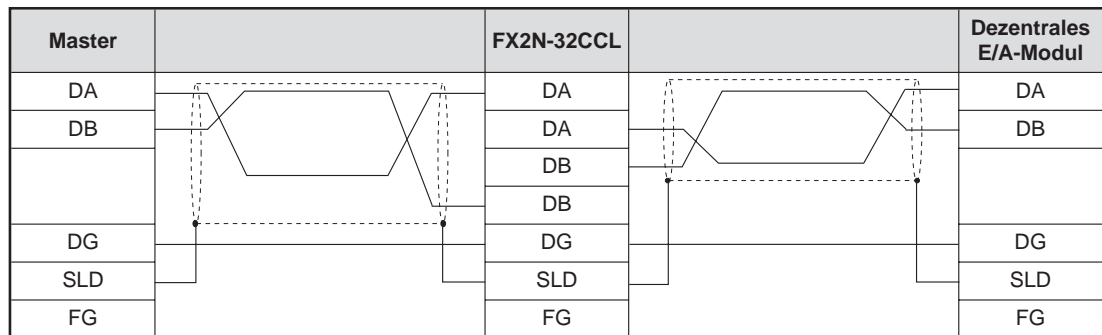 Master FX2N-32CCL Dezentrales
E/A-Modul
DA DA DA
DB DA DB
DB
DB
DG DG DG
SLD SLD SLD
FG FG FG